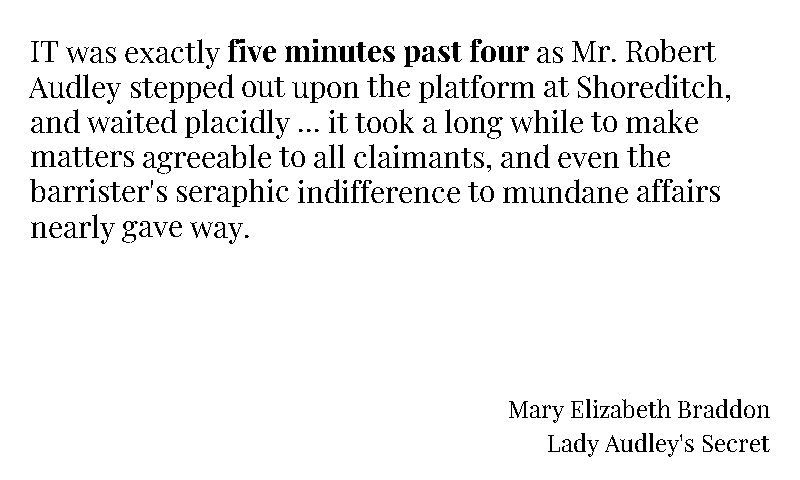 IT was exactly five minutes past four as Mr. Robert
Audley stepped out upon the platform at Shoreditch,
and waited placidly ... it took a long while to make
matters agreeable to all claimants, and even the
barrister's seraphic indifference to mundane affairs
nearly gave way.
Mary Elizabeth Braddon
Lady Audley's Secret